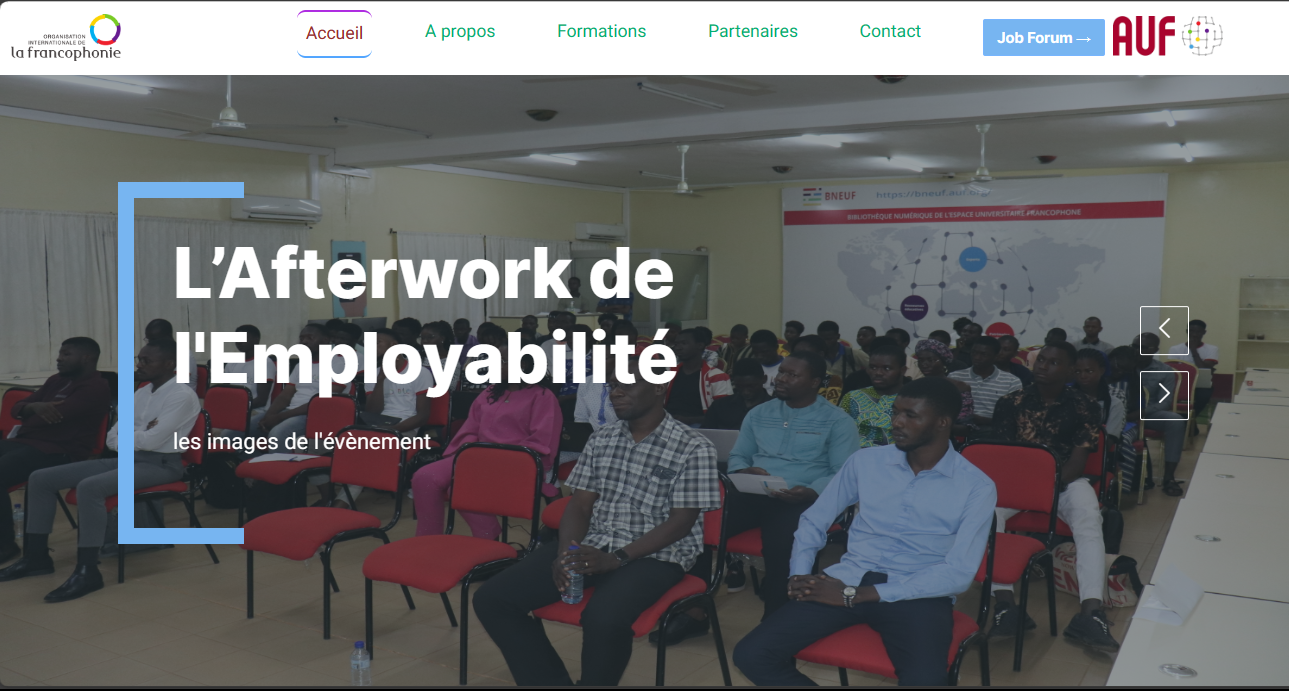 ORGANISATION
INTERNATIONALE DE
la francophonie
Accueil
A propos
Formations
Partenaires
Contact
Job Forum →
AUF
BNEUF
https://bneuf.auf.org/
BIBLIOTHÈQUE NUMÉRIQUE DE L'ESPACE UNIVERSITAIRE FRANCOPHONE
L’Afterwork de
l'Employabilité
les images de l'évènement